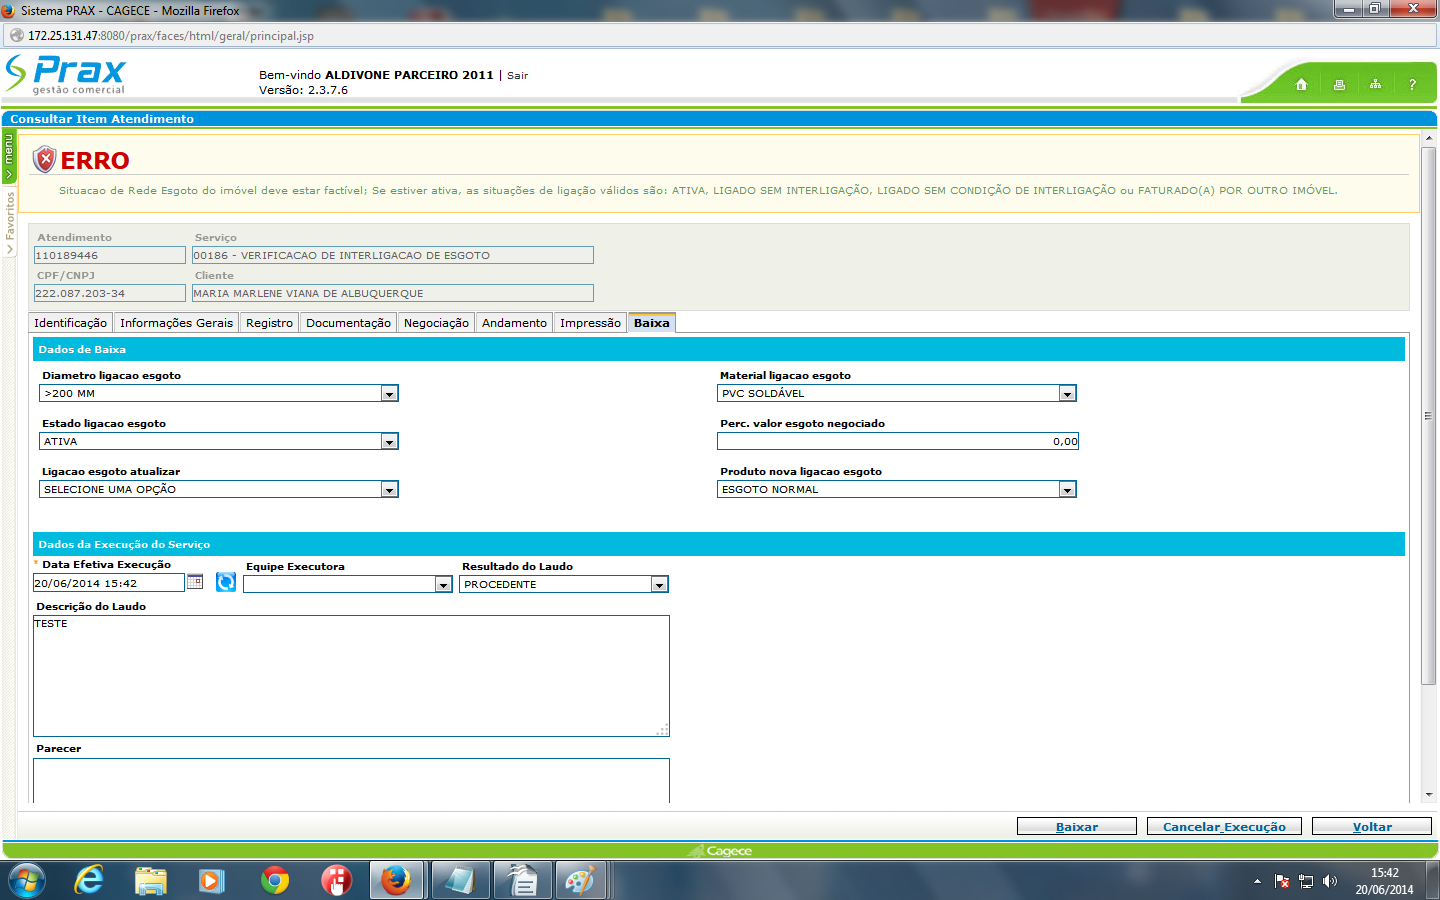 Sistema PRAX - CAGECE - Mozilla Firefox
172.25.131.47:8080/prax/faces/html/geral/principal.jsp
Prax
gestão comercial
Bem-vindo ALDIVONE PARCEIRO 2011 | Sair
Versão: 2.3.7.6
?
Consultar Item Atendimento
menu
Favoritos
ERRO
Situacao de Rede Esgoto do imóvel deve estar factível; Se estiver ativa, as situações de ligação válidos são: ATIVA, LIGADO SEM INTERLIGAÇÃO, LIGADO SEM CONDIÇÃO DE INTERLIGAÇÃO ou FATURADO(A) POR OUTRO IMÓVEL.
Atendimento Serviço
110189446 00186 - VERIFICACAO DE INTERLIGACAO DE ESGOTO
CPF/CNPJ Cliente
222.087.203-34 MARIA MARLENE VIANA DE ALBUQUERQUE
Identificação Informações Gerais Registro Documentação Negociação Andamento Impressão Baixa
Dados de Baixa
Diametro ligacao esgoto Material ligacao esgoto
>200 MM PVC SOLDÁVEL
Estado ligacao esgoto Perc. valor esgoto negociado
ATIVA 0,00
Ligacao esgoto atualizar Produto nova ligacao esgoto
SELECIONE UMA OPÇÃO ESGOTO NORMAL
Dados da Execução do Serviço
* Data Efetiva Execução Equipe Executora Resultado do Laudo
20/06/2014 15:42 PROCEDENTE
Descrição do Laudo
TESTE
Parecer
Baixar Cancelar Execução Voltar
Cagece
15:42
20/06/2014